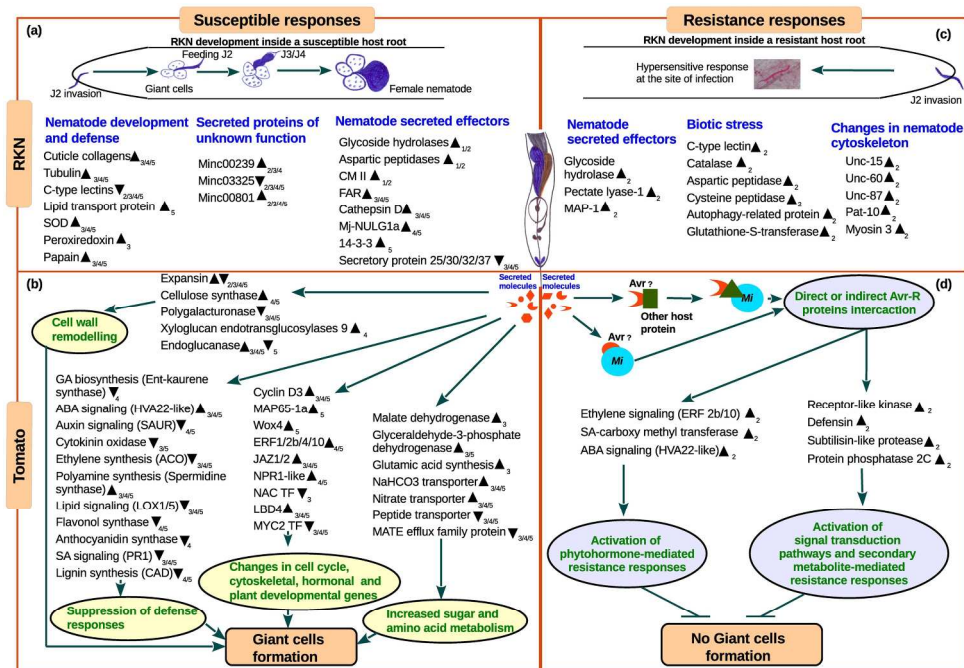 Susceptible responses
Resistance responses
(a)
RKN development inside a susceptible host root
Feeding J2
J3/J4
J2 invasion
Giant cells
Female nematode
RKN
Nematode development
and defense
Cuticle collagens▲3/4/5
Tubulin▲3/4/5
C-type lectins▼2/3/4/5
Lipid transport protein▲5
SOD▲3/4/5
Peroxiredoxin▲3
Papain▲3/4/5
Secreted proteins of
unknown function
Minc00239▲2/3/4
Minc03325▼2/3/4/5
Minc00801▲2/3/4/5
Nematode secreted effectors
Glycoside hydrolases▲1/2
Aspartic peptidases▲1/2
CM II▲1/2
FAR▲3/4/5
Cathepsin D▲3/4/5
Mj-NULG1a▲4/5
14-3-3▲5
Secretory protein 25/30/32/37▼3/4/5
(c)
RKN development inside a resistant host root
Hypersensitive response
at the site of infection
J2 invasion
Nematode
secreted effectors
Glycoside
hydrolase▲2
Pectate lyase-1▲2
MAP-1▲2
Biotic stress
C-type lectin▲2
Catalase▲2
Aspartic peptidase▲2
Cysteine peptidase▲2
Autophagy-related protein▲2
Glutathione-S-transferase▲2
Changes in nematode
cytoskeleton
Unc-15▲2
Unc-60▲2
Unc-87▲2
Pat-10▲2
Myosin 3▲2
Tomato
(b)
Expansin▲▼2/3/4/5
Cellulose synthase▲4/5
Polygalacturonase▼3/4/5
Xyloglucan endotransglucosylases 9▲4
Endoglucanase▲3/4/5▼5
Cell wall
remodelling
Secreted
molecules
Secreted
molecules
GA biosynthesis (Ent-kaurene
synthase)▼4
ABA signaling (HVA22-like)▲3/4/5
Auxin signaling (SAUR)▼4/5
Cytokinin oxidase▼3/5
Ethylene synthesis (ACO)▼3/4/5
Polyamine synthesis (Spermidine
synthase)▲3/4/5
Lipid signaling (LOX1/5)▼3/4/5
Flavonol synthase▼4/5
Anthocyanidin synthase▼4
SA signaling (PR1)▼3/4/5
Lignin synthesis (CAD)▼4/5
Suppression of defense
responses
Cyclin D3▲3/4/5
MAP65-1a▲5
Wox4▲5
ERF1/2b/4/10▲4/5
JAZ1/2▲3/4/5
NPR1-like▲4/5
NAC TF▼3
LBD4▲3/4/5
MYC2 TF▼3/4/5
Changes in cell cycle,
cytoskeletal, hormonal and
plant developmental genes
Malate dehydrogenase▲3
Glyceraldehyde-3-phosphate
dehydrogenase▲3/5
Glutamic acid synthesis▲3
NaHCO3 transporter▲3/4/5
Nitrate transporter▲3/4/5
Peptide transporter▼3/4/5
MATE efflux family protein▼3/4/5
Increased sugar and
amino acid metabolism
Giant cells
formation
(d)
Avr ?
Other host
protein
Mi
Avr ?
Mi
Direct or indirect Avr-R
proteins intercaction
Ethylene signaling (ERF 2b/10)▲2
SA-carboxy methyl transferase▲2
ABA signaling (HVA22-like)▲2
Receptor-like kinase▲2
Defensin▲2
Subtilisin-like protease▲2
Protein phosphatase 2C▲2
Activation of
phytohormone-mediated
resistance responses
Activation of
signal transduction
pathways and secondary
metabolite-mediated
resistance responses
No Giant cells
formation